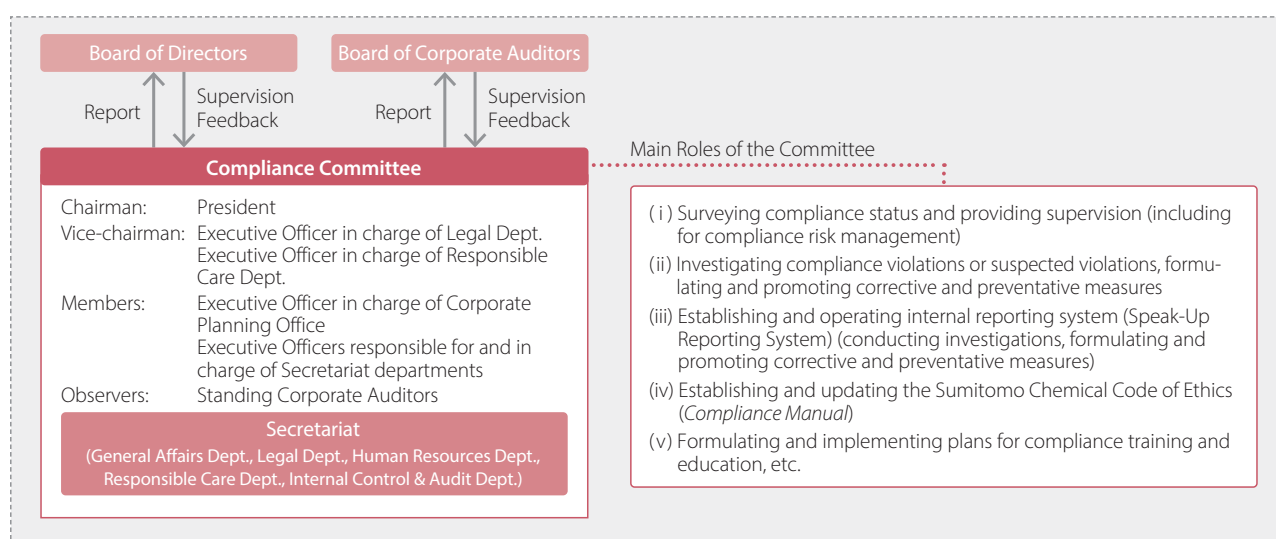 Board of Directors
Board of Corporate Auditors
Report
Supervision
Feedback
Report
Supervision
Feedback
Compliance Committee
Chairman: President
Vice-chairman: Executive Officer in charge of Legal Dept.
Executive Officer in charge of Responsible
Care Dept.
Members: Executive Officer in charge of Corporate
Planning Office
Executive Officers responsible for and in
charge of Secretariat departments
Observers: Standing Corporate Auditors
Secretariat
(General Affairs Dept., Legal Dept., Human Resources Dept.,
Responsible Care Dept., Internal Control & Audit Dept.)
Main Roles of the Committee
(i) Surveying compliance status and providing supervision (including
for compliance risk management)
(ii) Investigating compliance violations or suspected violations, formu-
lating and promoting corrective and preventative measures
(iii) Establishing and operating internal reporting system (Speak-Up
Reporting System) (conducting investigations, formulating and
promoting corrective and preventative measures)
(iv) Establishing and updating the Sumitomo Chemical Code of Ethics
(Compliance Manual)
(v) Formulating and implementing plans for compliance training and
education, etc.